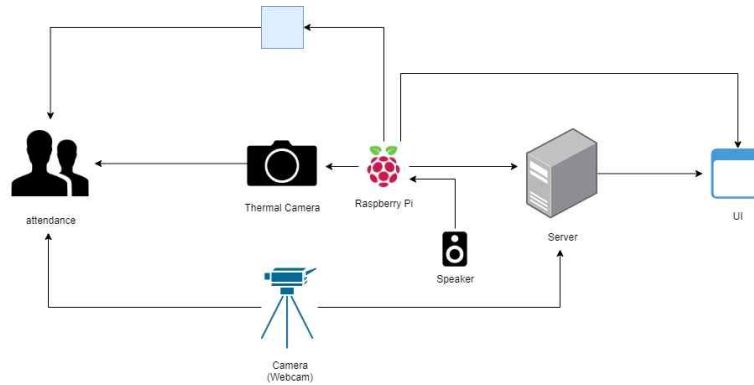 Thermal Camera
Raspberry Pi
attendance
Server
UI
Speaker
Camera
(Webcam)